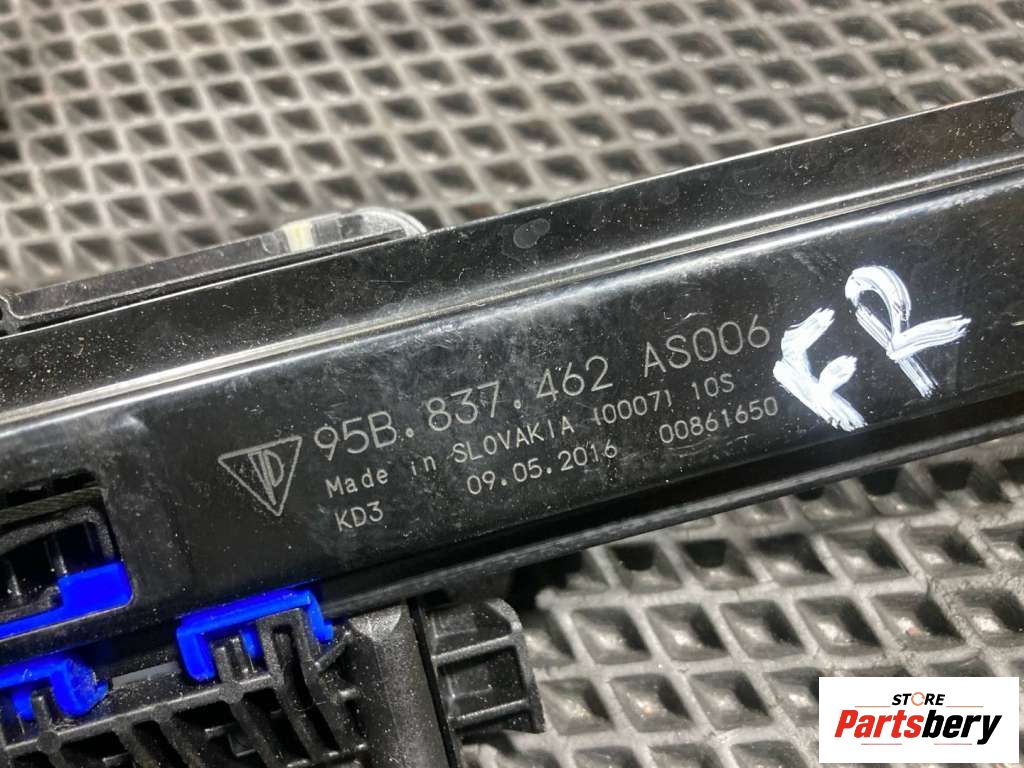 95B.837.462 AS006
Made in SLOVAKIA (0007) 10S
KD3 09.05.2016 00861650
FR
STORE
Partsbery